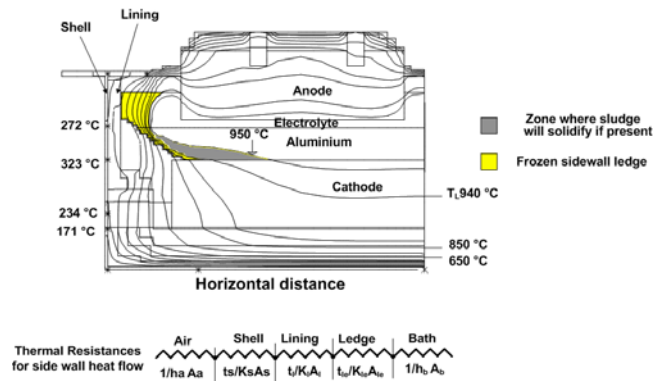 Shell
Lining
Anode
Electrolyte
950 °C
Aluminium
Cathode
272 °C
323 °C
234 °C
171 °C
TL940 °C
850 °C
650 °C
Horizontal distance
Zone where sludge
will solidify if present
Frozen sidewall ledge
Thermal Resistances
for side wall heat flow
Air Shell Lining Ledge Bath
1/ha Aa ts/KsAs tl/KlAl tle/KleAle 1/hb Ab